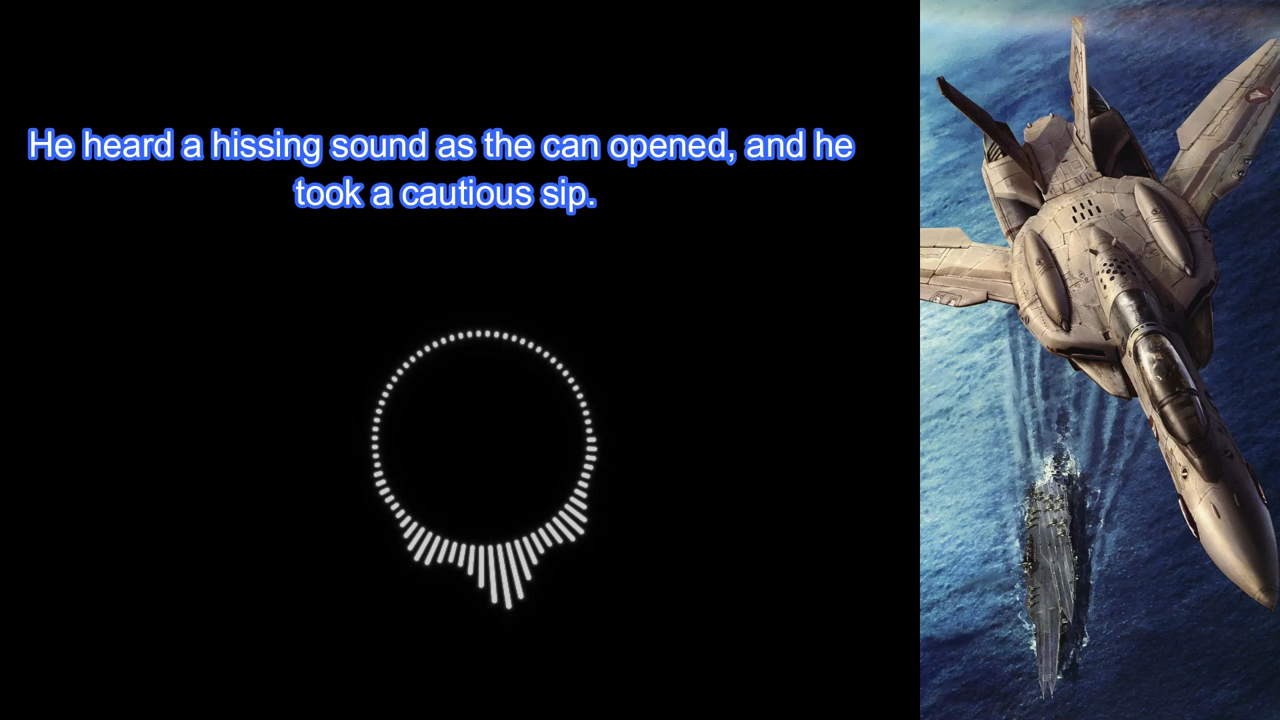 He heard a hissing sound as the can opened, and he
took a cautious sip.